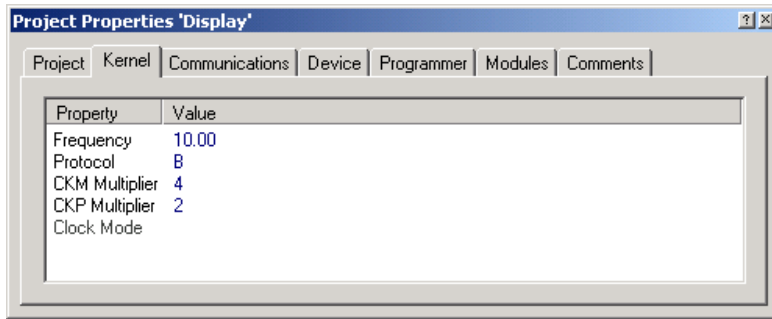 Project Properties 'Display'
Project Kernel Communications Device Programmer Modules Comments
Property Value
Frequency 10.00
Protocol B
CKM Multiplier 4
CKP Multiplier 2
Clock Mode